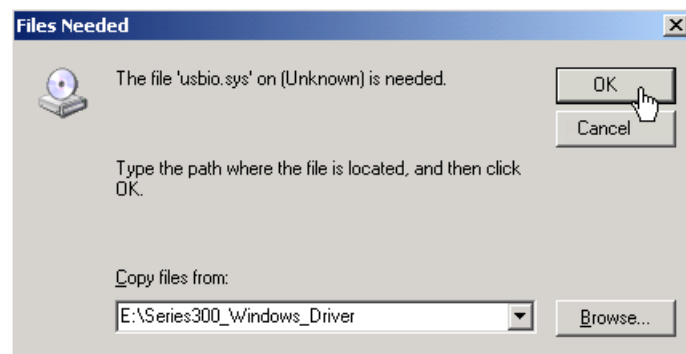 Files Needed
The file 'usbio.sys' on (Unknown) is needed.
OK
Cancel
Type the path where the file is located, and then click
OK.
Copy files from:
E:\Series300_Windows_Driver
Browse...